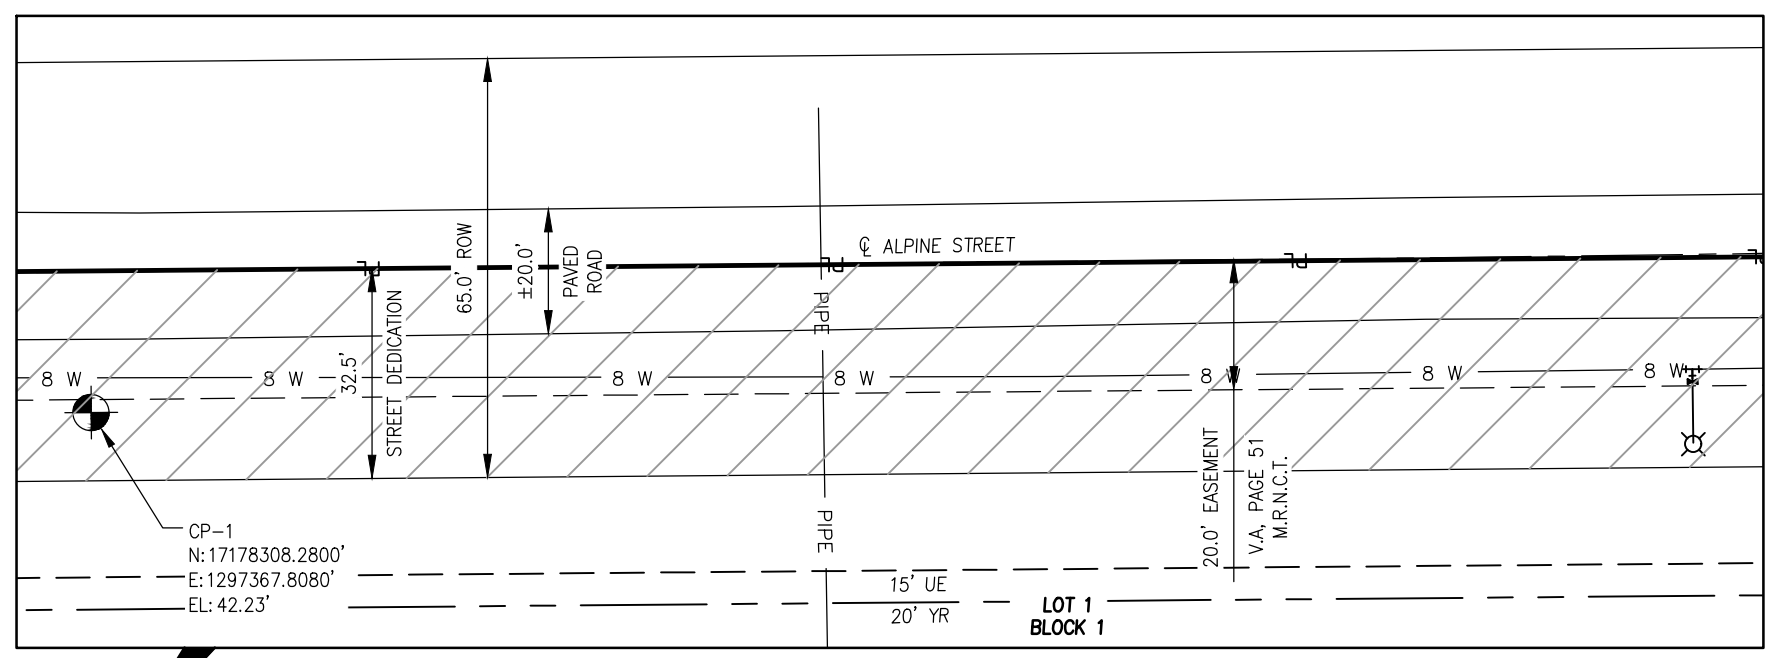 65.0' ROW
±20.0'
PAVED
ROAD
℄ ALPINE STREET
PIPE
32.5'
STREET DEDICATION
8 W
8 W
8 W
8 W
8 W
8 W
8 W
20.0' EASEMENT
V.A, PAGE 51
M.R.N.C.T.
PIPE
CP-1
N:17178308.2800'
E:1297367.8080'
EL:42.23'
15' UE
20' YR
LOT 1
BLOCK 1